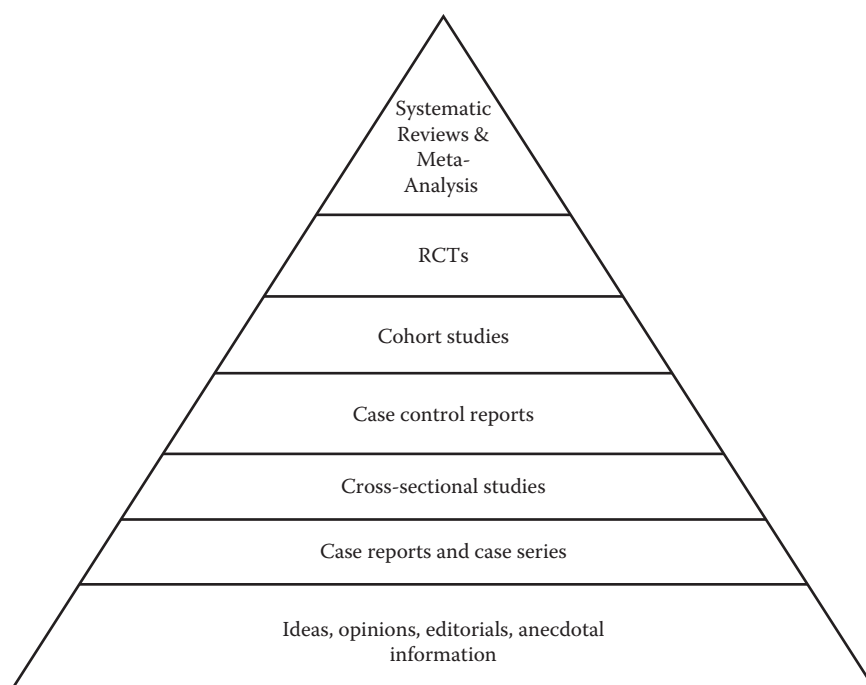 Systematic
Reviews &
Meta-
Analysis
RCTs
Cohort studies
Case control reports
Cross-sectional studies
Case reports and case series
Ideas, opinions, editorials, anecdotal
information